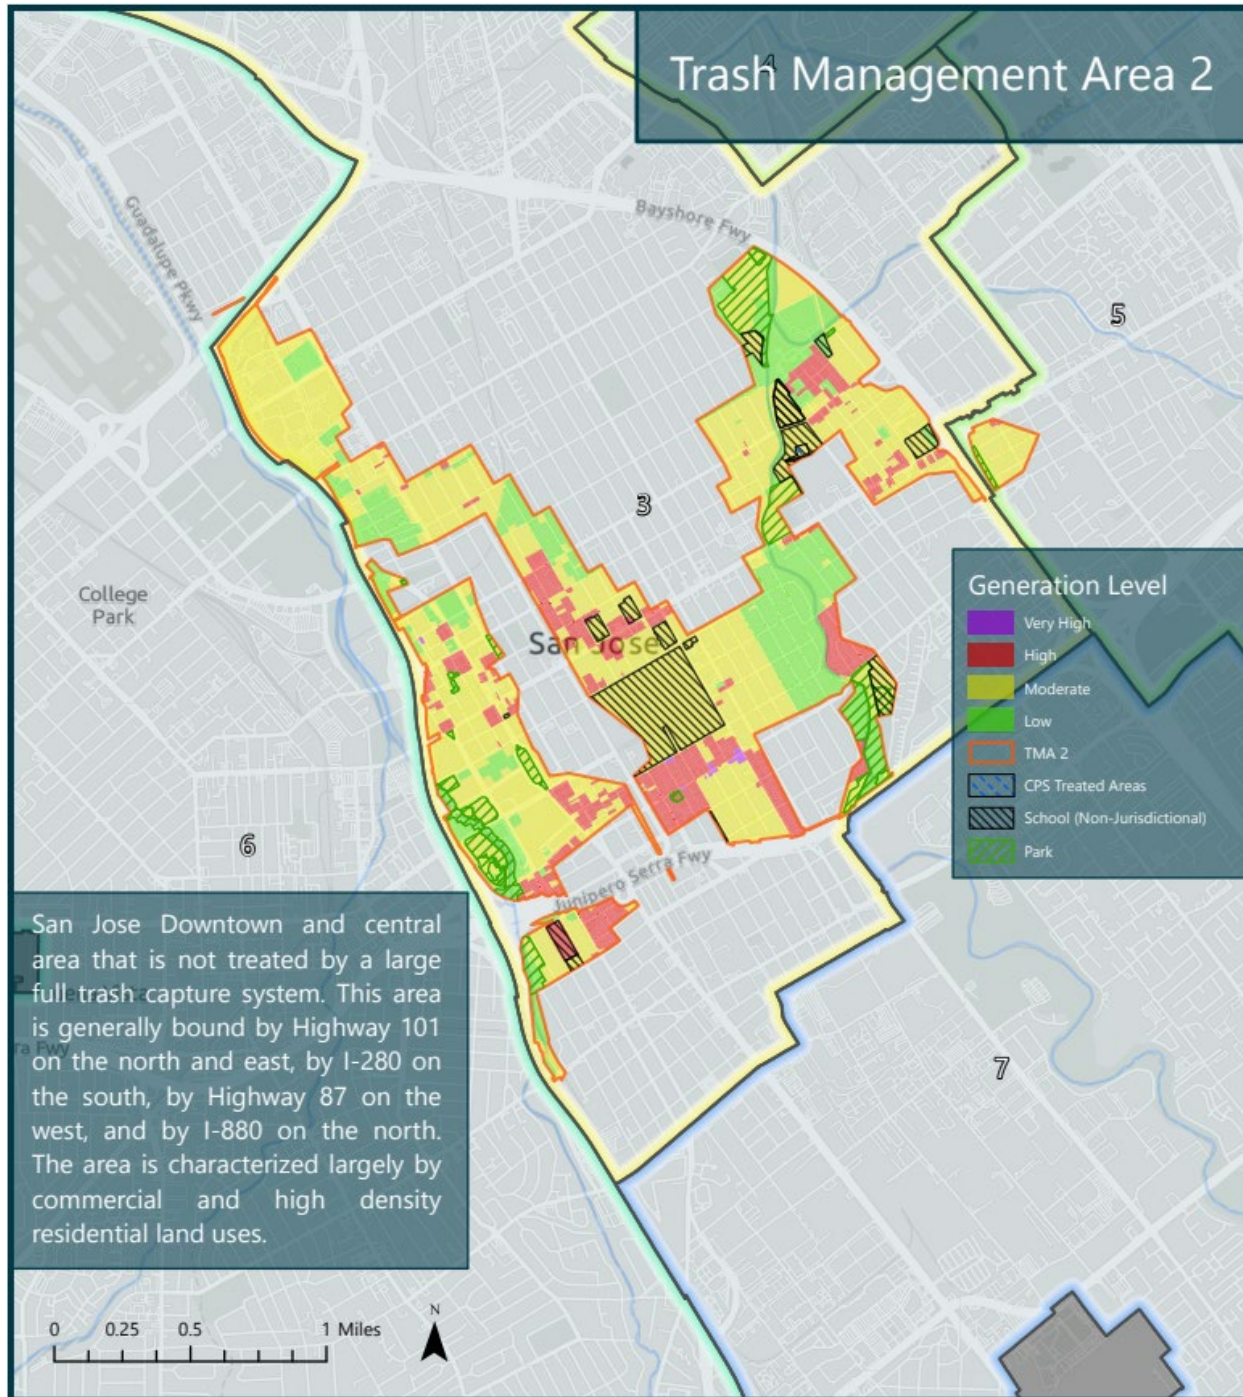 Trash Management Area 2
4
Bayshore Fwy
Guadalupe Pkwy
5
3
College
Park
San Jose
Generation Level
Very High
High
Moderate
Low
TMA 2
CPS Treated Areas
School (Non-Jurisdictional)
Park
6
Junipero Serra Fwy
San Jose Downtown and central
area that is not treated by a large
full trash capture system. This area
is generally bound by Highway 101
on the north and east, by I-280 on
the south, by Highway 87 on the
west, and by I-880 on the north.
The area is characterized largely by
commercial and high density
residential land uses.
7
0 0.25 0.5 1 Miles
N